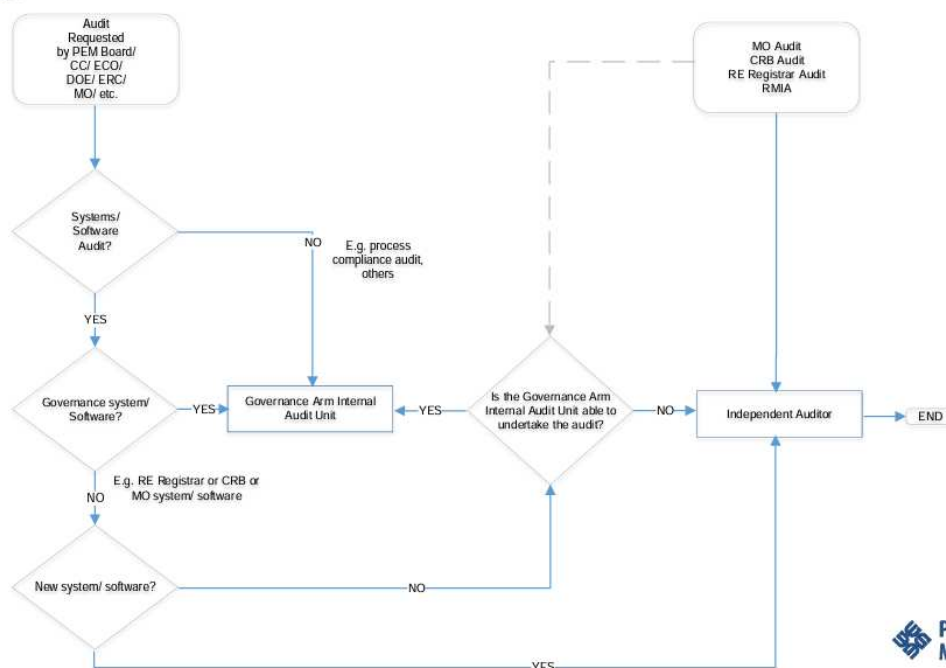 Audit
Requested
by PEM Board/
CC/ ECO/
DOE/ ERC/
MO/ etc.
MO Audit
CRB Audit
RE Registrar Audit
RMIA
Systems/
Software
Audit?
NO
E.g. process
compliance audit,
others
YES
Governance system/
Software?
YES
Governance Arm Internal
Audit Unit
YES
Is the Governance Arm
Internal Audit Unit able to
undertake the audit?
NO
Independent Auditor
END
NO
E.g. RE Registrar or CRB or
MO system/ software
New system/ software?
NO
YES